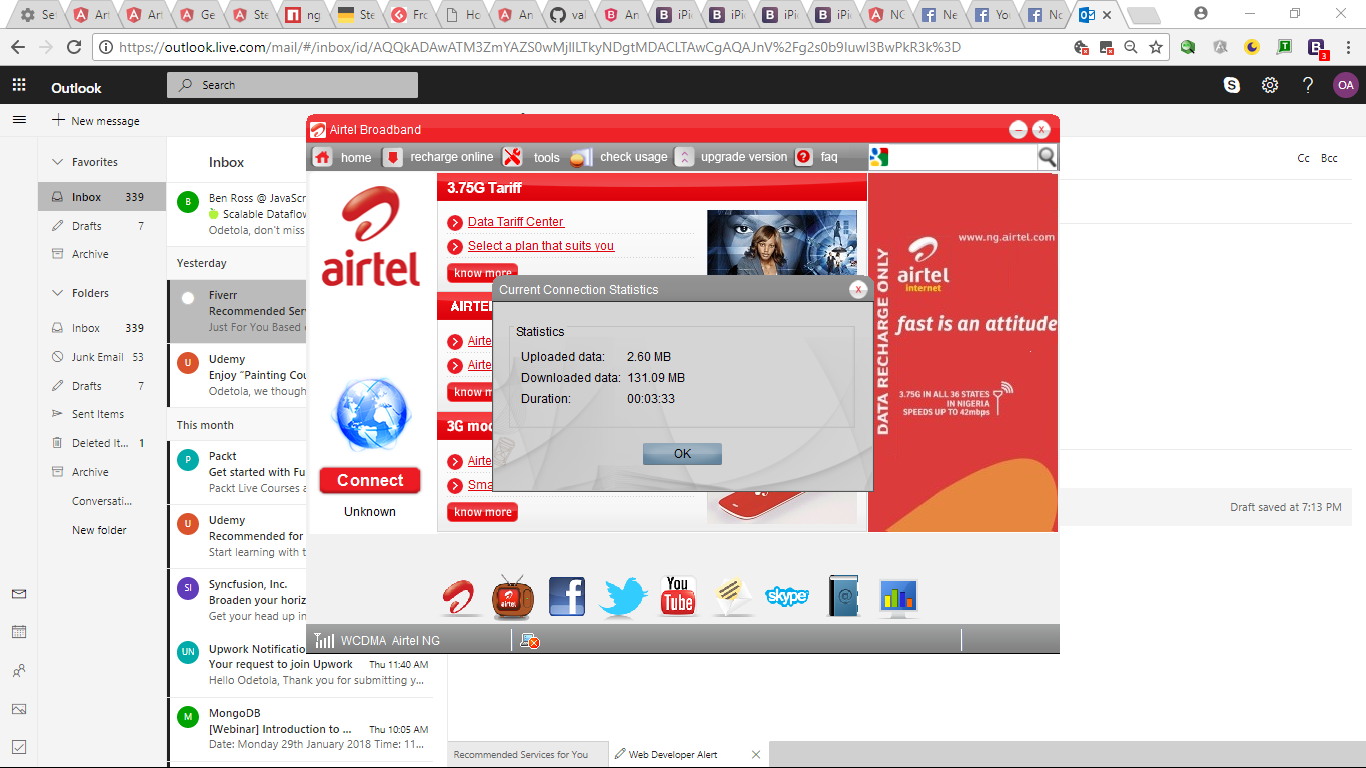 Se
Art
Art
Ge
Ste
ng
Ste
Fro
Ho
An
val
An
iPi
iPi
iPi
iPi
NG
Ne
You
No
https://outlook.live.com/mail/#/inbox/id/
3
Outlook
Search
OA
New message
Favorites
Inbox 339
Drafts 7
Archive
Folders
Inbox 339
Junk Email 53
Drafts 7
Sent Items
Deleted It... 1
Archive
Conversati...
New folder
Inbox
B
Ben Ross @ JavaScr
Scalable Dataflow
Odetola, don't miss
Yesterday
Fiverr
Recommended Ser
Just For You Based
U
Udemy
Enjoy "Painting Cou
Odetola, we though
This month
P
Packt
Get started with Fu
Packt Live Courses a
U
Udemy
Recommended for
Start learning with t
SI
Syncfusion, Inc.
Broaden your horiz
Get your head up in
UN
Upwork Notificatio
Your request to join Upwork Thu 11:40 AM
Hello Odetola, Thank you for submitting y...
M
MongoDB
[Webinar] Introduction to ... Thu 10:05 AM
Date: Monday 29th January 2018 Time: 11...
Cc Bcc
Draft saved at 7:13 PM
Airtel Broadband
home
recharge online
tools
check usage
upgrade version
faq
airtel
Connect
Unknown
3.75G Tariff
Data Tariff Center
Select a plan that suits you
know more
AIRTEL
Airte
Airte
know m
3G mo
Airte
Sma
know more
Current Connection Statistics
Statistics
Uploaded data: 2.60 MB
Downloaded data: 131.09 MB
Duration: 00:03:33
OK
DATA RECHARGE ONLY
www.ng.airtel.com
airtel
internet
fast is an attitude
3.75G IN ALL 36 STATES
IN NIGERIA
SPEEDS UP TO 42mbps
airtel
You
Tube
skype
WCDMA Airtel NG
Recommended Services for You
Web Developer Alert